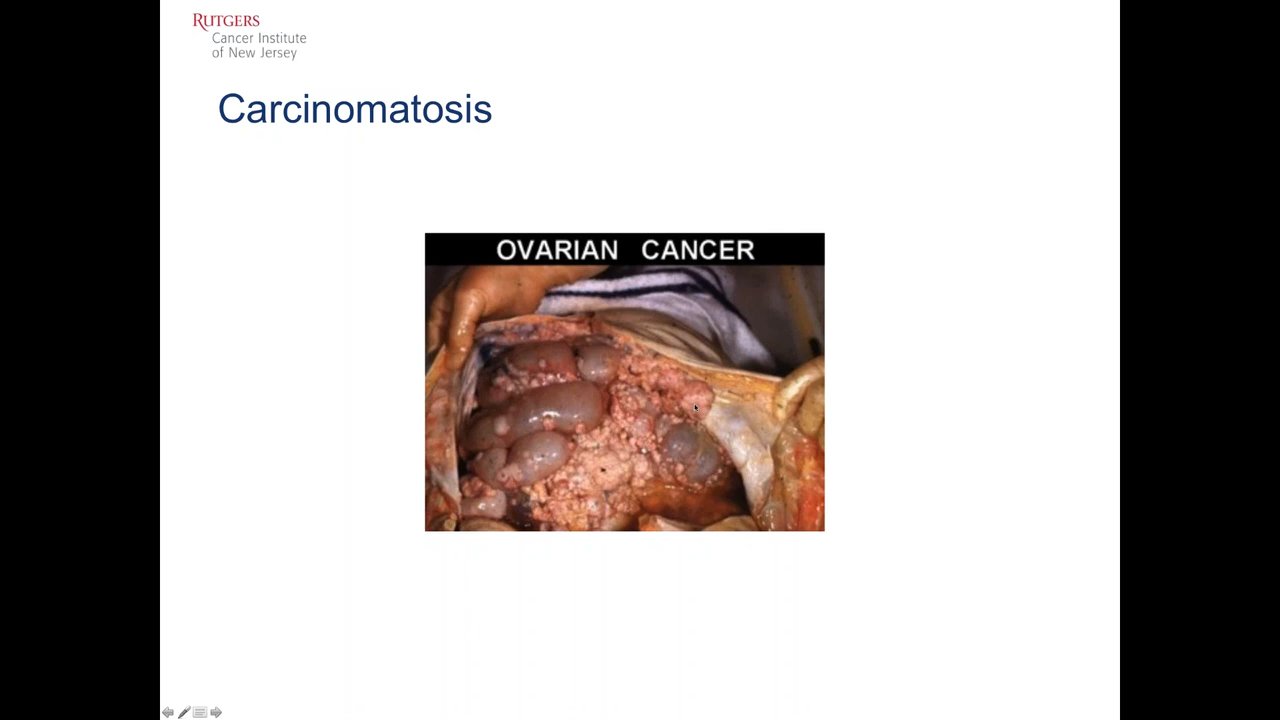 RUTGERS
Cancer Institute
of New Jersey
Carcinomatosis
OVARIAN CANCER